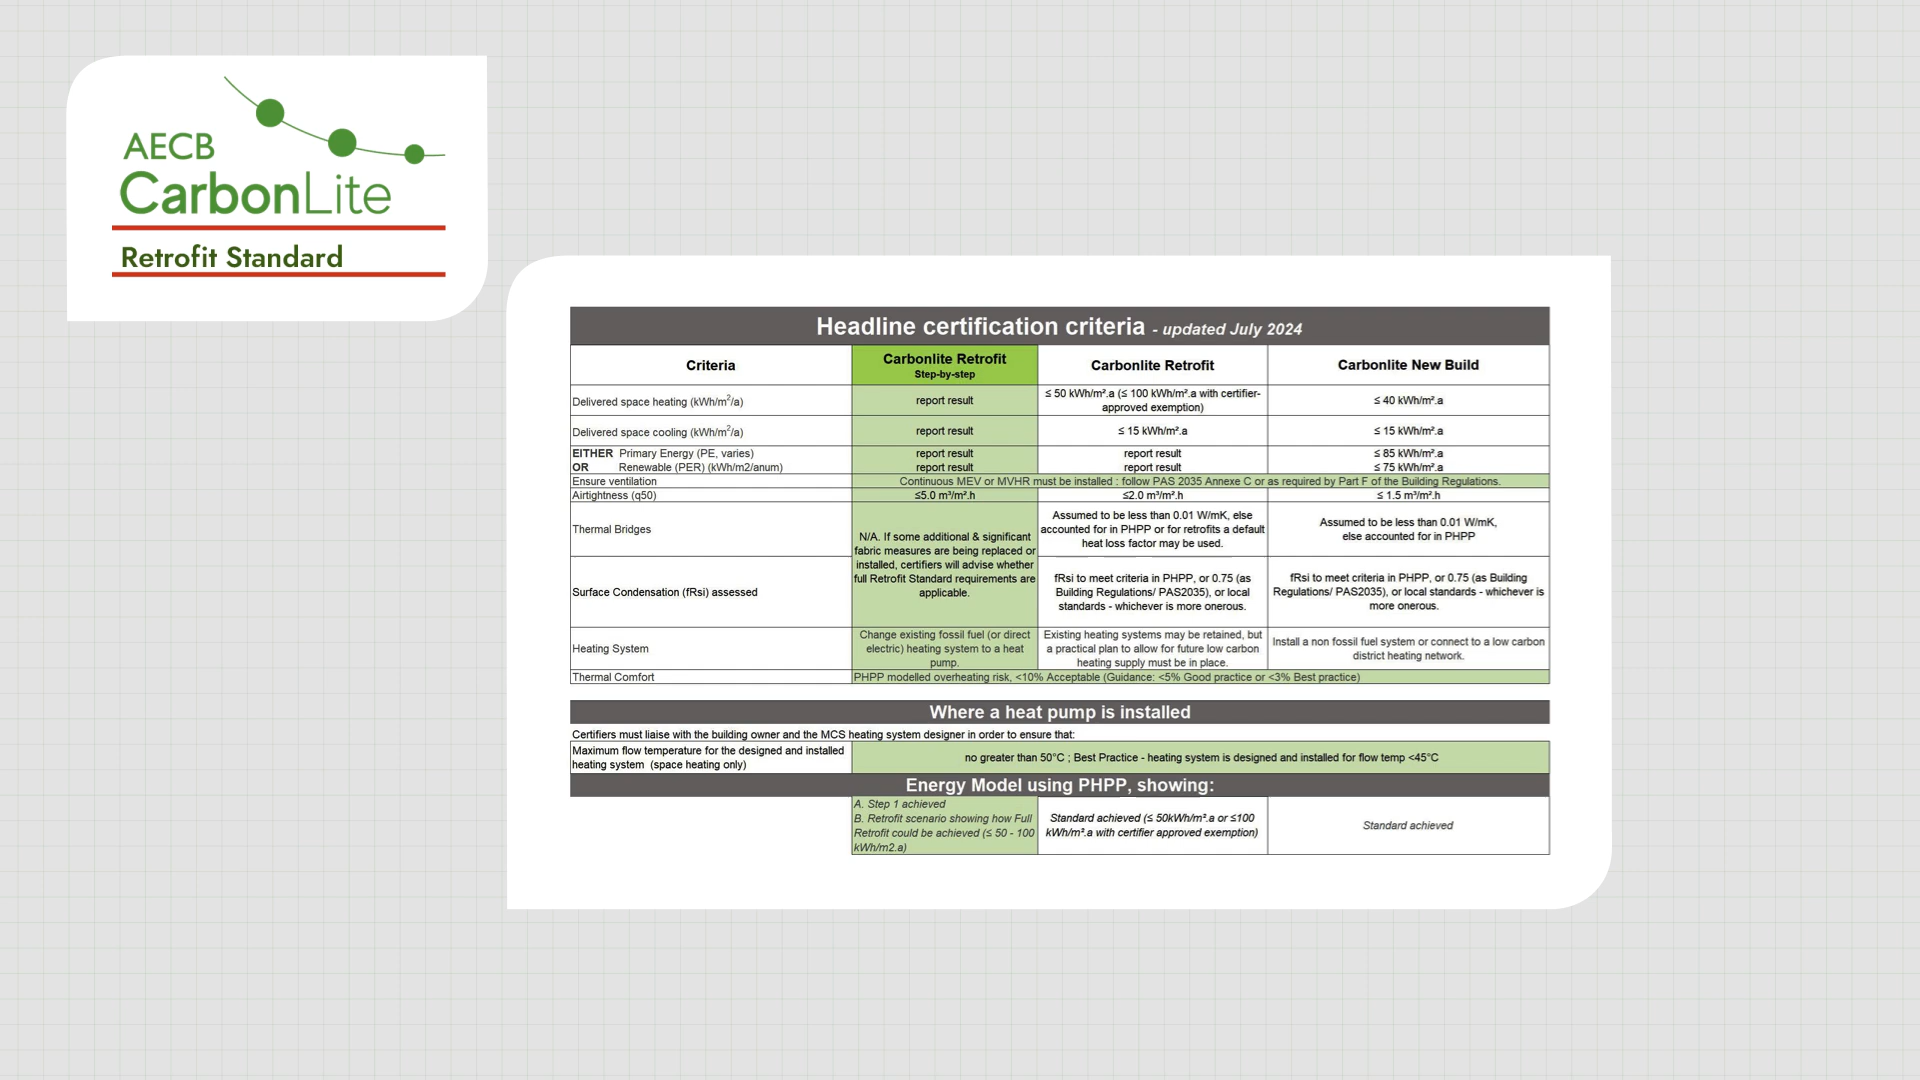 AECB
CarbonLite
Retrofit Standard
Headline certification criteria - updated July 2024
Criteria
Carbonlite Retrofit
Step-by-step
Carbonlite Retrofit
Carbonlite New Build
Delivered space heating (kWh/m²/a)
report result
≤ 50 kWh/m².a (≤ 100 kWh/m².a with certifier-
approved exemption)
≤ 40 kWh/m².a
Delivered space cooling (kWh/m²/a)
report result
≤ 15 kWh/m².a
≤ 15 kWh/m².a
EITHER Primary Energy (PE, varies)
report result
report result
≤ 85 kWh/m².a
OR Renewable (PER) (kWh/m2/anum)
report result
report result
≤ 75 kWh/m².a
Ensure ventilation
Continuous MEV or MVHR must be installed : follow PAS 2035 Annexe C or as required by Part F of the Building Regulations.
Airtightness (q50)
≤5.0 m³/m².h
≤2.0 m³/m².h
≤ 1.5 m³/m².h
Thermal Bridges
N/A. If some additional & significant
fabric measures are being replaced or
installed, certifiers will advise whether
full Retrofit Standard requirements are
applicable.
Assumed to be less than 0.01 W/mK, else
accounted for in PHPP or for retrofits a default
heat loss factor may be used.
Assumed to be less than 0.01 W/mK,
else accounted for in PHPP
Surface Condensation (fRsi) assessed
fRsi to meet criteria in PHPP, or 0.75 (as
Building Regulations/ PAS2035), or local
standards - whichever is more onerous.
fRsi to meet criteria in PHPP, or 0.75 (as Building
Regulations/ PAS2035), or local standards - whichever is
more onerous.
Heating System
Change existing fossil fuel (or direct
electric) heating system to a heat
pump.
Existing heating systems may be retained, but
a practical plan to allow for future low carbon
heating supply must be in place.
Install a non fossil fuel system or connect to a low carbon
district heating network.
Thermal Comfort
PHPP modelled overheating risk, <10% Acceptable (Guidance: <5% Good practice or <3% Best practice)
Where a heat pump is installed
Certifiers must liaise with the building owner and the MCS heating system designer in order to ensure that:
Maximum flow temperature for the designed and installed
heating system (space heating only)
no greater than 50°C ; Best Practice - heating system is designed and installed for flow temp <45°C
Energy Model using PHPP, showing:
A. Step 1 achieved
B. Retrofit scenario showing how Full
Retrofit could be achieved (≤ 50 - 100
kWh/m2.a)
Standard achieved (≤ 50kWh/m².a or ≤100
kWh/m².a with certifier approved exemption)
Standard achieved